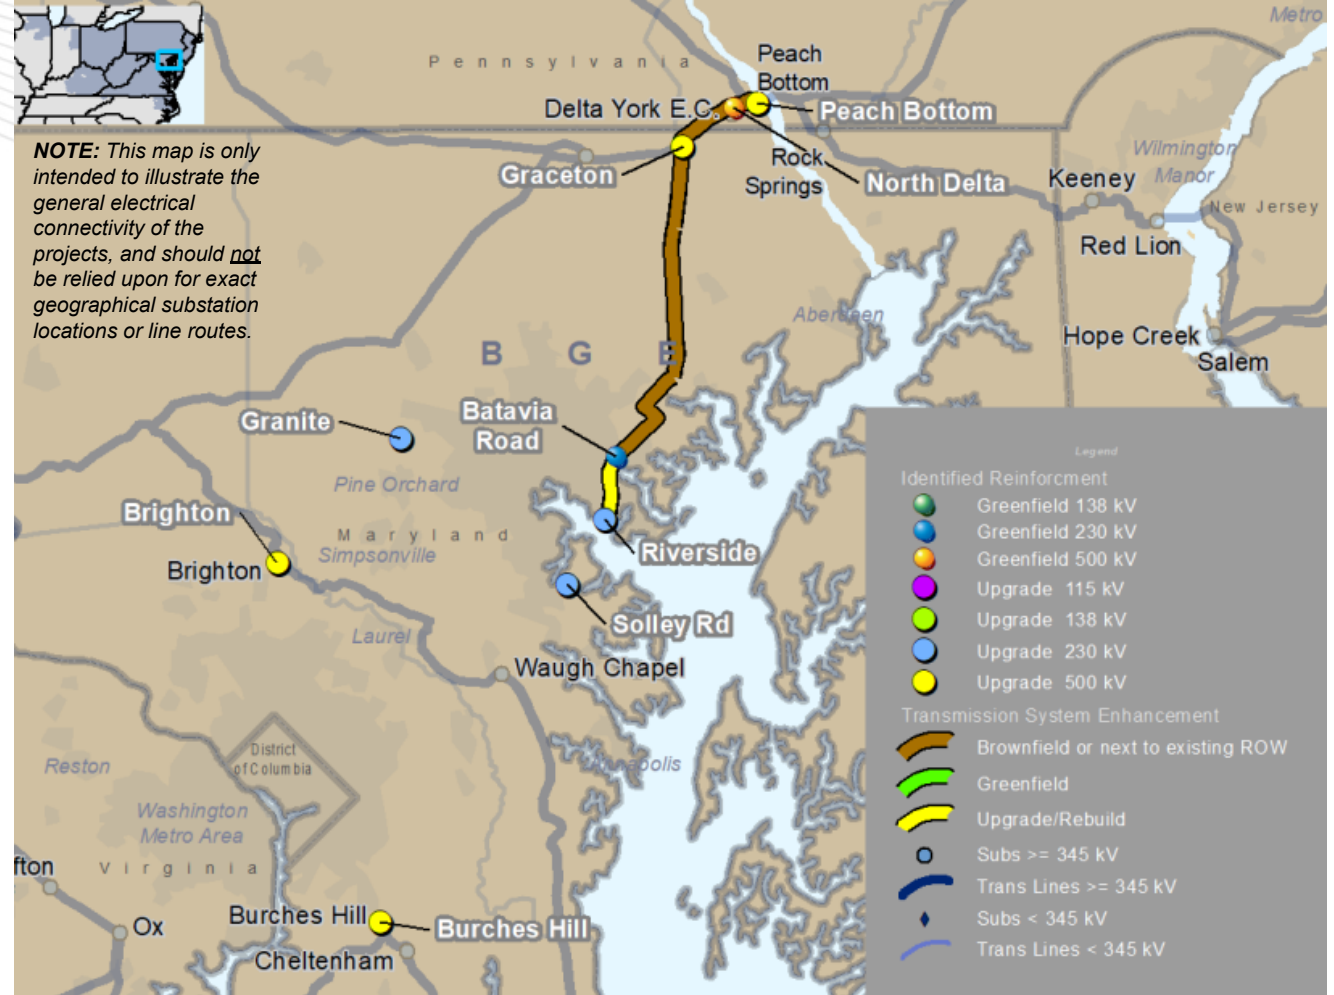 Metro
Pennsylvania
Peach
Bottom
Delta York E.C.
Peach Bottom
NOTE: This map is only
intended to illustrate the
general electrical
connectivity of the
projects, and should not
be relied upon for exact
geographical substation
locations or line routes.
Graceton
Rock
Springs
North Delta
Wilmington
Manor
Keeney
New Jersey
Red Lion
Aberdeen
Hope Creek
Salem
B G E
Granite
Batavia
Road
Pine Orchard
Brighton
Maryland
Simpsonville
Brighton
Riverside
Solley Rd
Laurel
Waugh Chapel
District
of Columbia
Reston
Annapolis
Washington
Metro Area
Virginia
fton
Ox
Burches Hill
Burches Hill
Cheltenham
Legend
Identified Reinforcment
Greenfield 138 kV
Greenfield 230 kV
Greenfield 500 kV
Upgrade 115 kV
Upgrade 138 kV
Upgrade 230 kV
Upgrade 500 kV
Transmission System Enhancement
Brownfield or next to existing ROW
Greenfield
Upgrade/Rebuild
Subs >= 345 kV
Trans Lines >= 345 kV
Subs < 345 kV
Trans Lines < 345 kV